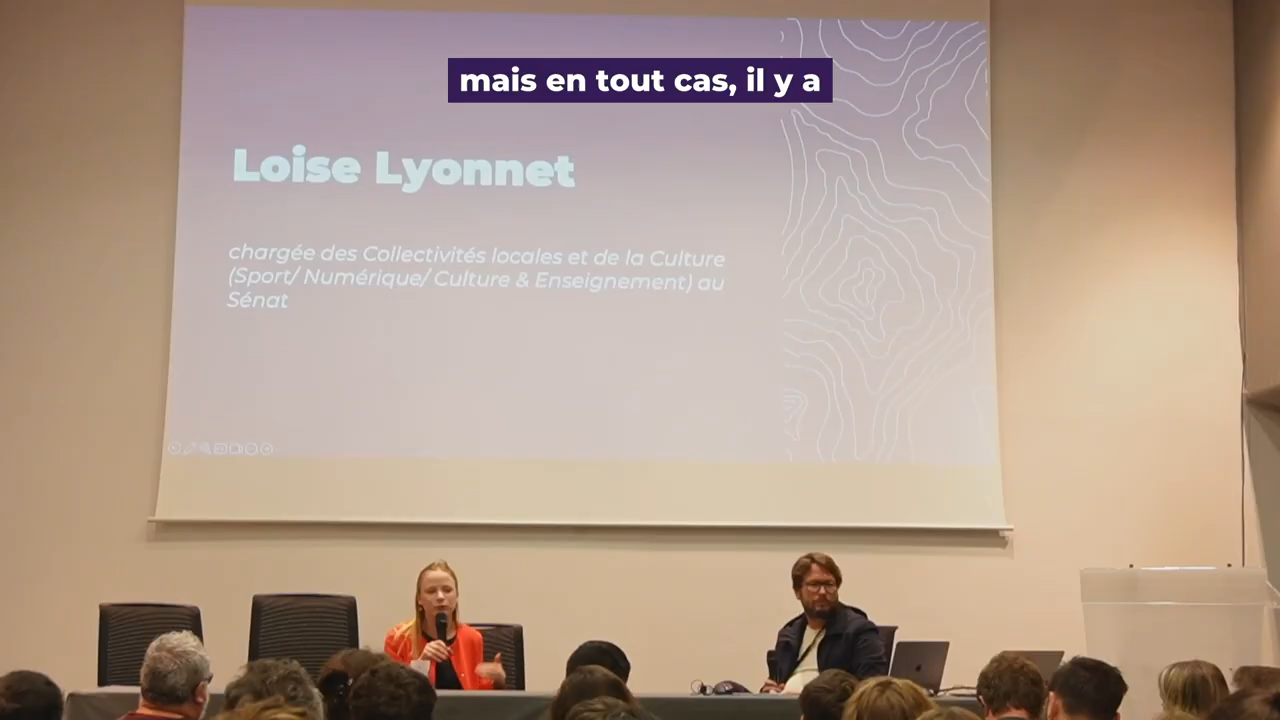 mais en tout cas, il y a
Loise Lyonnet
chargée des Collectivités locales et de la Culture
(Sport/ Numérique/ Culture & Enseignement) au
Sénat